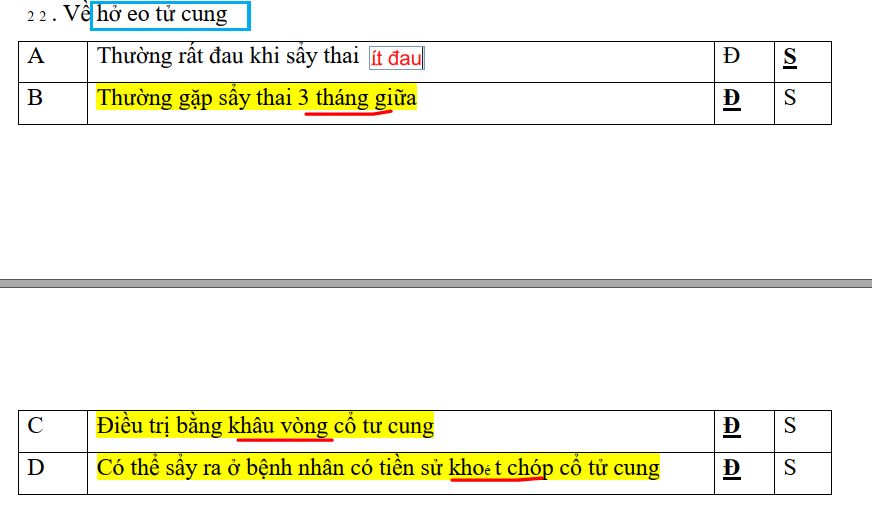 22. Về hở eo tử cung
A Thường rất đau khi sẩy thai ít đau Đ S
B Thường gặp sẩy thai 3 tháng giữa Đ S
C Điều trị bằng khâu vòng cổ tư cung Đ S
D Có thể sẩy ra ở bệnh nhân có tiền sử khoét chóp cổ tử cung Đ S